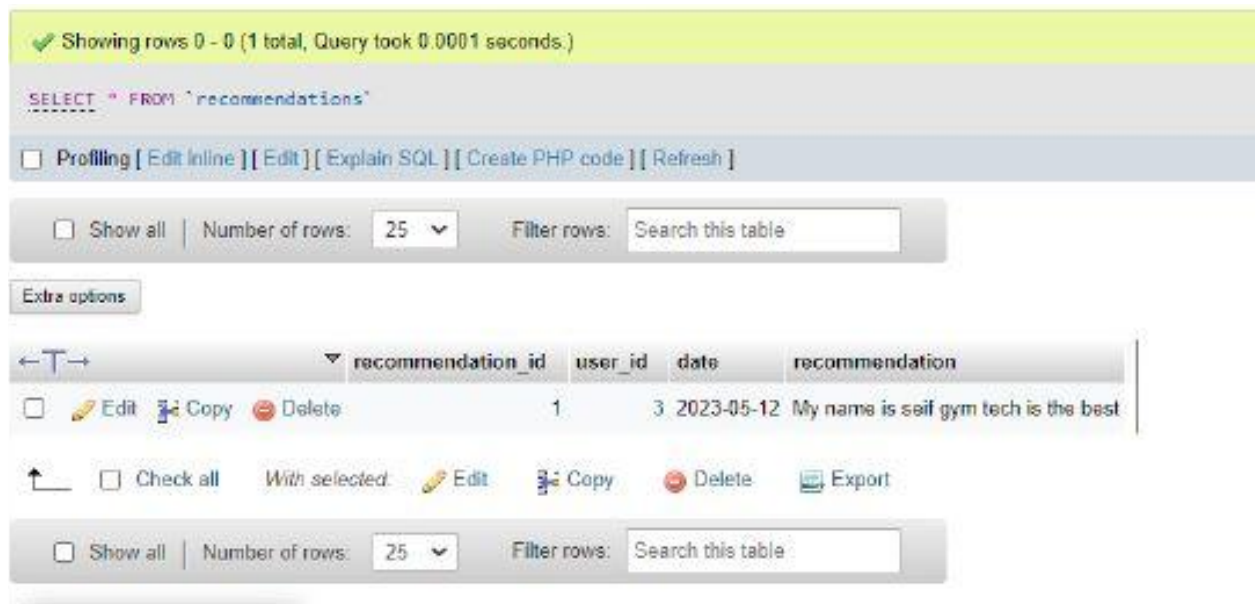 Showing rows 0 - 0 (1 total, Query took 0.0001 seconds.)
SELECT * FROM `recommendations`
Profiling [ Edit Inline ] [ Edit ] [ Explain SQL ] [ Create PHP code ] [ Refresh ]
Show all | Number of rows: 25 Filter rows: Search this table
Extra options
←T→ ▼ recommendation_id user_id date recommendation
Edit Copy Delete 1 3 2023-05-12 My name is seif gym tech is the best
Check all With selected: Edit Copy Delete Export
Show all | Number of rows: 25 Filter rows: Search this table